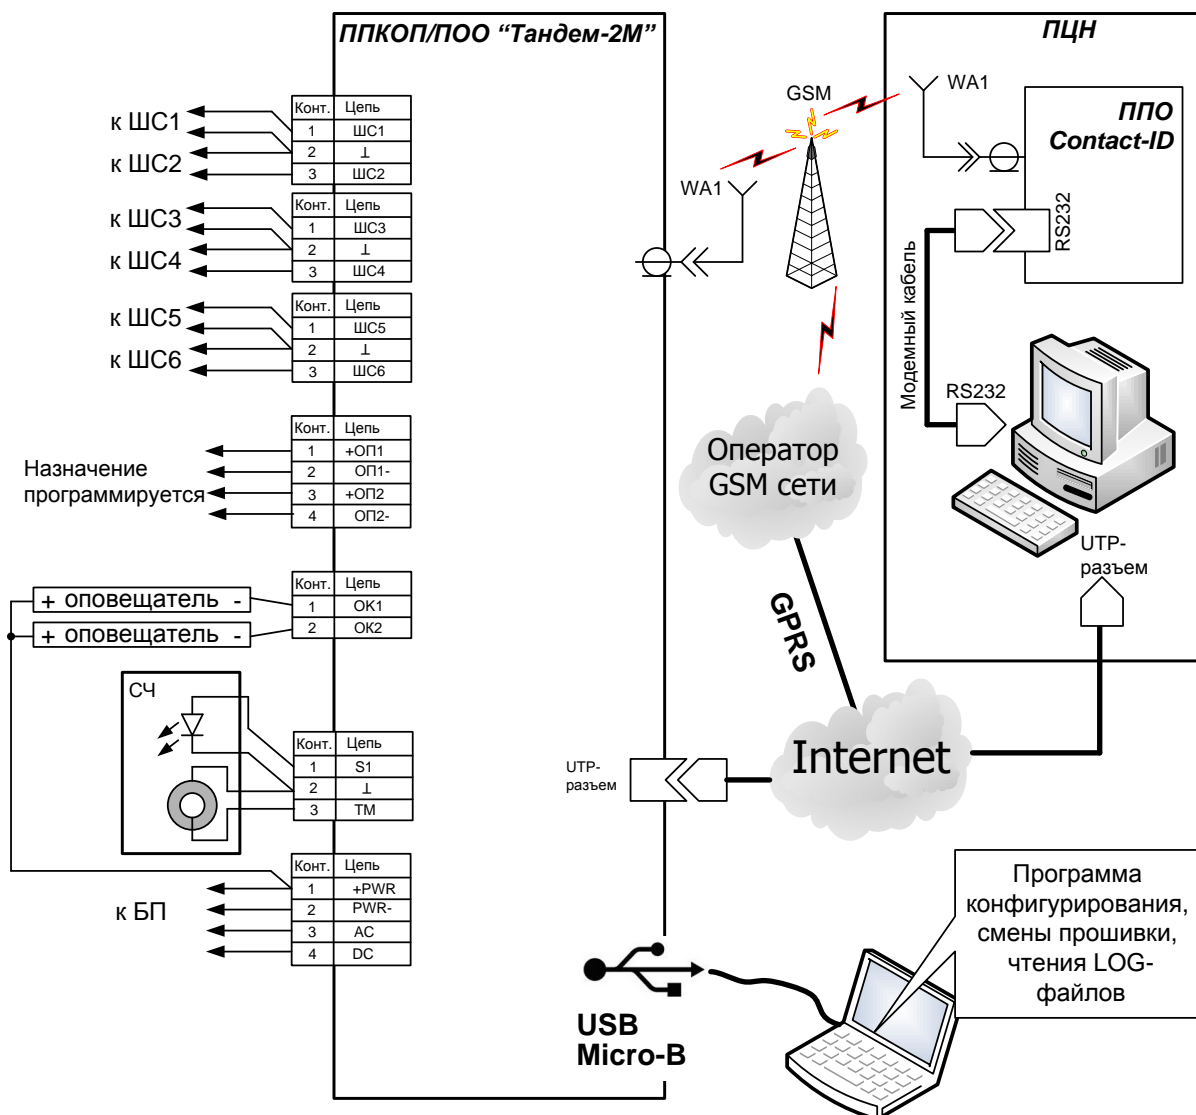 ППКОП/ПОО “Тандем-2М”
Конт. Цепь
к ШС1
1 ШС1
2 ⊥
к ШС2
3 ШС2
Конт. Цепь
к ШС3
1 ШС3
2 ⊥
к ШС4
3 ШС4
Конт. Цепь
к ШС5
1 ШС5
2 ⊥
к ШС6
3 ШС6
Конт. Цепь
1 +ОП1
2 ОП1-
3 +ОП2
4 ОП2-
Назначение
программируется
Конт. Цепь
+ оповещатель -
1 ОК1
+ оповещатель -
2 ОК2
СЧ
Конт. Цепь
1 S1
2 ⊥
3 ТМ
Конт. Цепь
1 +PWR
2 PWR-
3 AC
4 DC
к БП
WA1
GSM
ПЦН
WA1
ППО
Contact-ID
RS232
Модемный кабель
RS232
UTP-
разъем
Оператор
GSM сети
GPRS
Internet
UTP-
разъем
USB
Micro-B
Программа
конфигурирования,
смены прошивки,
чтения LOG-
файлов